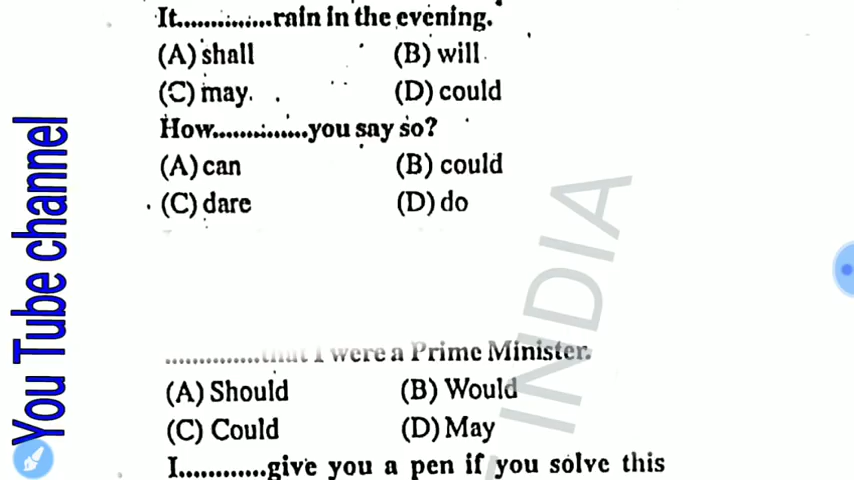 It..............rain in the evening.
(A) shall (B) will
(C) may. (D) could
How..............you say so?
(A) can (B) could
(C) dare (D) do
..............that I were a Prime Minister.
(A) Should (B) Would
(C) Could (D) May
I............give you a pen if you solve this
You Tube channel
INDIA